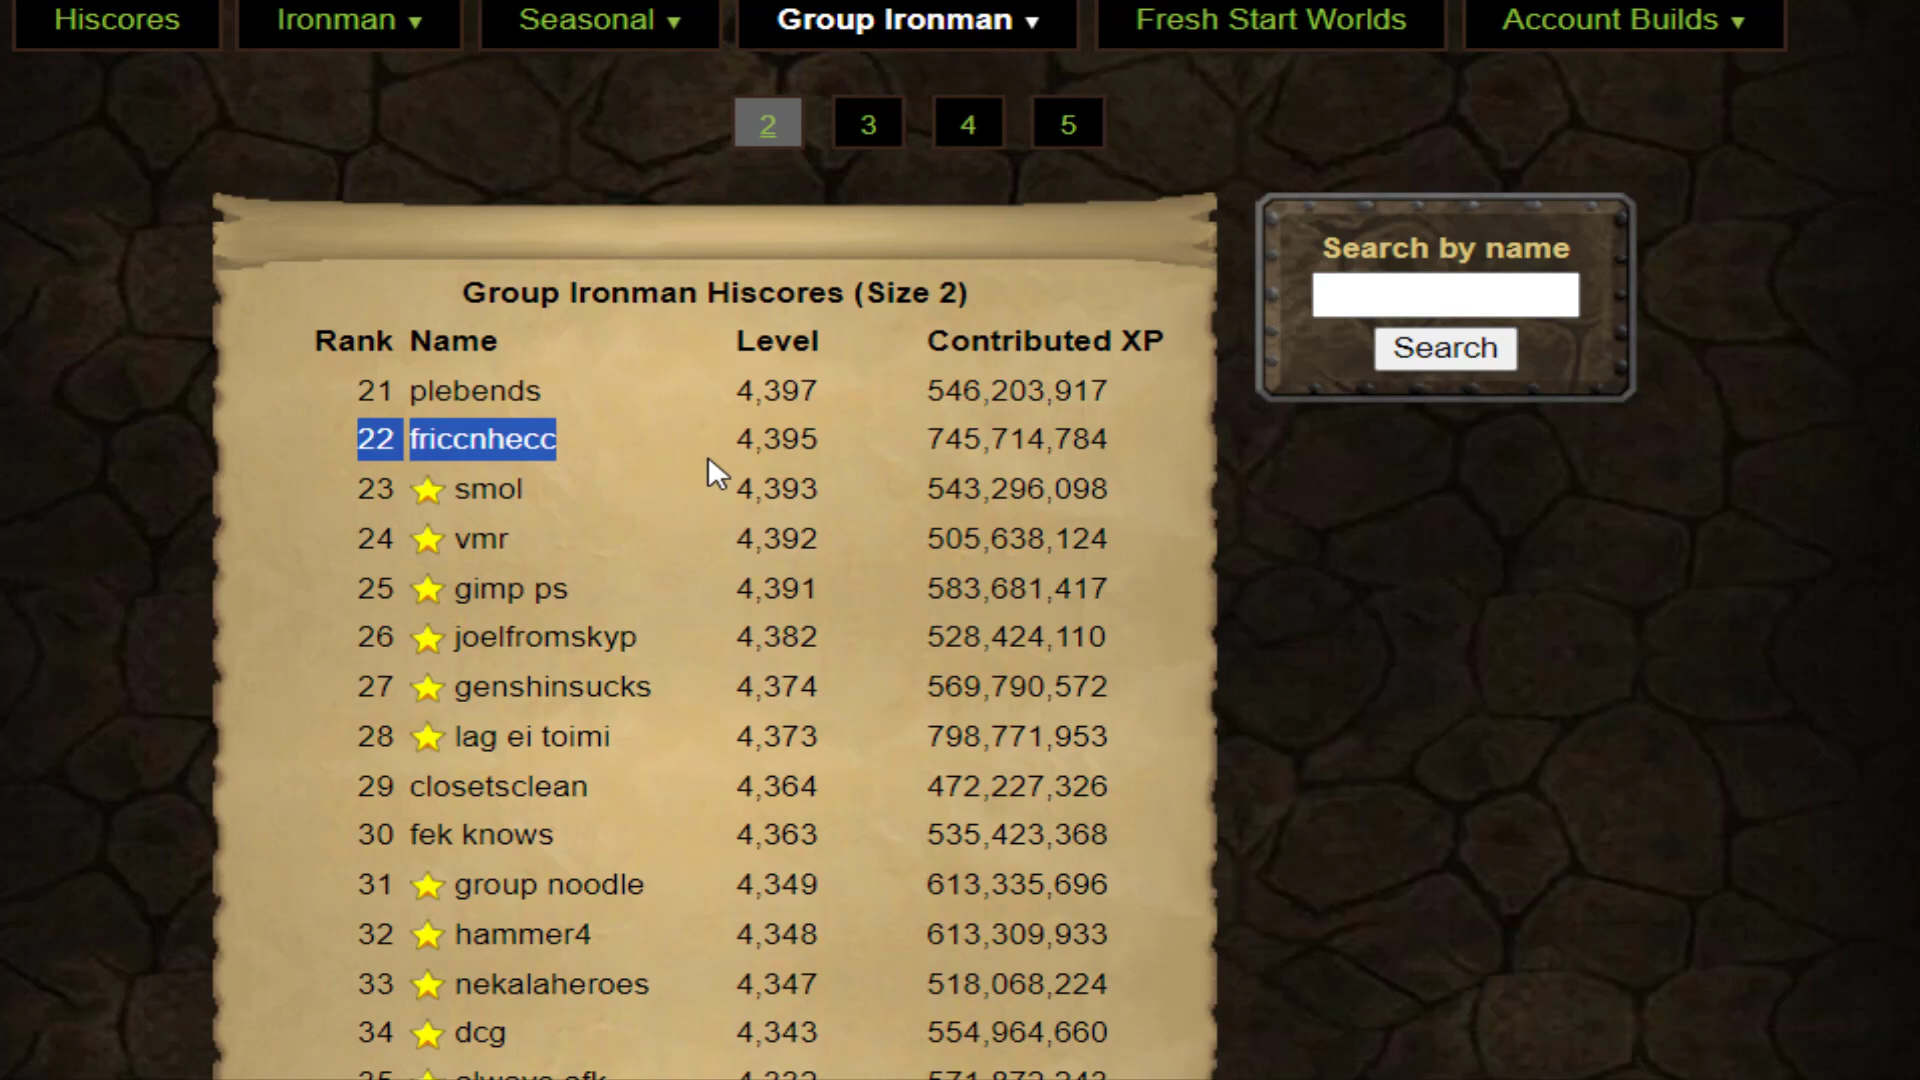 Hiscores Ironman ▼ Seasonal ▼ Group Ironman ▼ Fresh Start Worlds Account Builds ▼
2 3 4 5
Group Ironman Hiscores (Size 2)
Rank Name Level Contributed XP
21 plebends 4,397 546,203,917
22 friccnhecc 4,395 745,714,784
23 smol 4,393 543,296,098
24 vmr 4,392 505,638,124
25 gimp ps 4,391 583,681,417
26 joelfromskyp 4,382 528,424,110
27 genshinsucks 4,374 569,790,572
28 lag ei toimi 4,373 798,771,953
29 closetsclean 4,364 472,227,326
30 fek knows 4,363 535,423,368
31 group noodle 4,349 613,335,696
32 hammer4 4,348 613,309,933
33 nekalaheroes 4,347 518,068,224
34 dcg 4,343 554,964,660
Search by name
Search